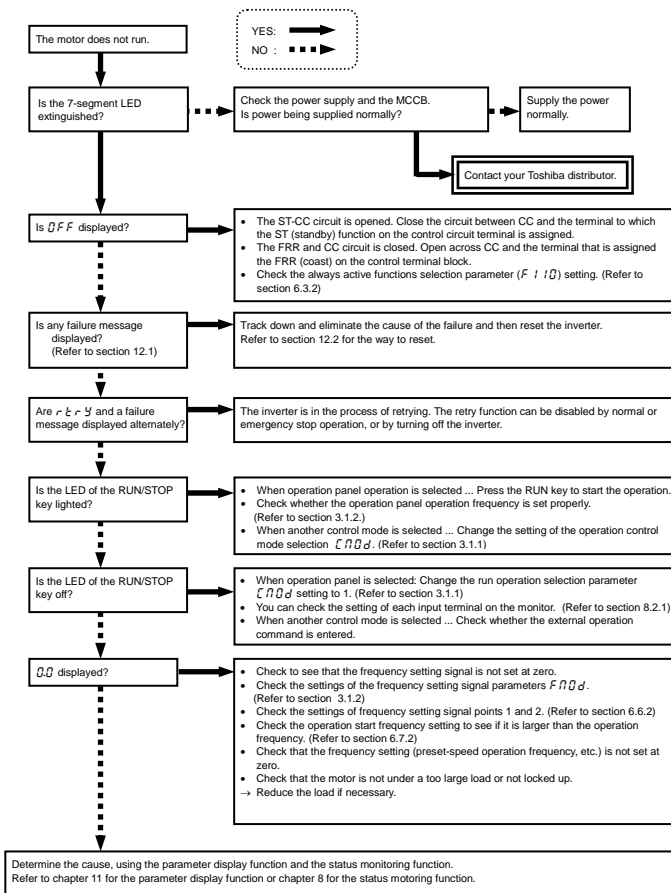 YES:
NO :
The motor does not run.
Is the 7-segment LED
extinguished?
Check the power supply and the MCCB.
Is power being supplied normally?
Supply the power
normally.
Contact your Toshiba distributor.
Is OFF displayed?
• The ST-CC circuit is opened. Close the circuit between CC and the terminal to which
the ST (standby) function on the control circuit terminal is assigned.
• The FRR and CC circuit is closed. Open across CC and the terminal that is assigned
the FRR (coast) on the control terminal block.
• Check the always active functions selection parameter (F110) setting. (Refer to
section 6.3.2)
Is any failure message
displayed?
(Refer to section 12.1)
Track down and eliminate the cause of the failure and then reset the inverter.
Refer to section 12.2 for the way to reset.
Are rtry and a failure
message displayed alternately?
The inverter is in the process of retrying. The retry function can be disabled by normal or
emergency stop operation, or by turning off the inverter.
Is the LED of the RUN/STOP
key lighted?
• When operation panel operation is selected ... Press the RUN key to start the operation.
• Check whether the operation panel operation frequency is set properly.
(Refer to section 3.1.2.)
• When another control mode is selected ... Change the setting of the operation control
mode selection CMOd. (Refer to section 3.1.1)
Is the LED of the RUN/STOP
key off?
• When operation panel is selected: Change the run operation selection parameter
CMOd setting to 1. (Refer to section 3.1.1)
• You can check the setting of each input terminal on the monitor. (Refer to section 8.2.1)
• When another control mode is selected ... Check whether the external operation
command is entered.
0.0 displayed?
• Check to see that the frequency setting signal is not set at zero.
• Check the settings of the frequency setting signal parameters FMOd.
(Refer to section 3.1.2)
• Check the settings of frequency setting signal points 1 and 2. (Refer to section 6.6.2)
• Check the operation start frequency setting to see if it is larger than the operation
frequency. (Refer to section 6.7.2)
• Check that the frequency setting (preset-speed operation frequency, etc.) is not set at
zero.
• Check that the motor is not under a too large load or not locked up.
→ Reduce the load if necessary.
Determine the cause, using the parameter display function and the status monitoring function.
Refer to chapter 11 for the parameter display function or chapter 8 for the status motoring function.